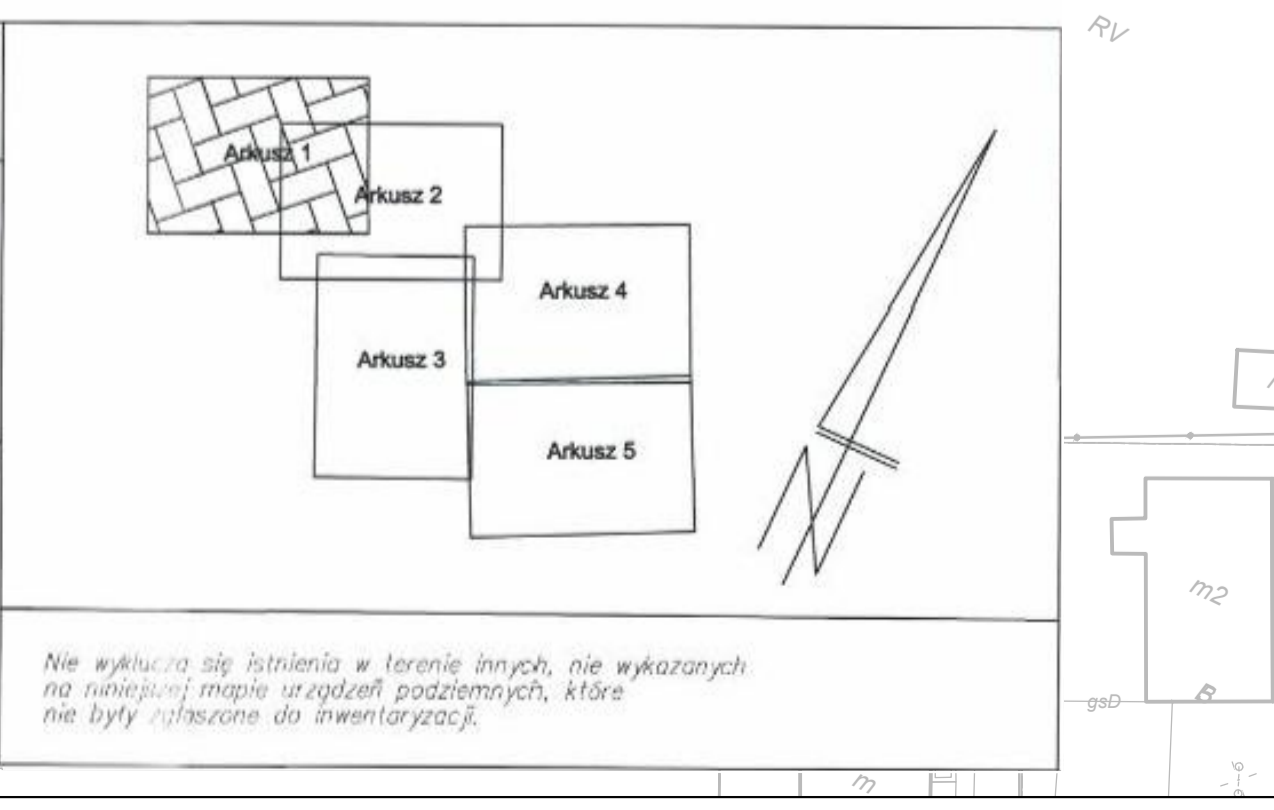 RV
Arkusz 1
Arkusz 2
Arkusz 4
Arkusz 3
Arkusz 5
N
m2
B
gsD
Nie wyklucza się istnienia w terenie innych, nie wykazanych
na niniejszej mapie urządzeń podziemnych, które
nie były zgłaszone do inwentaryzacji.
m